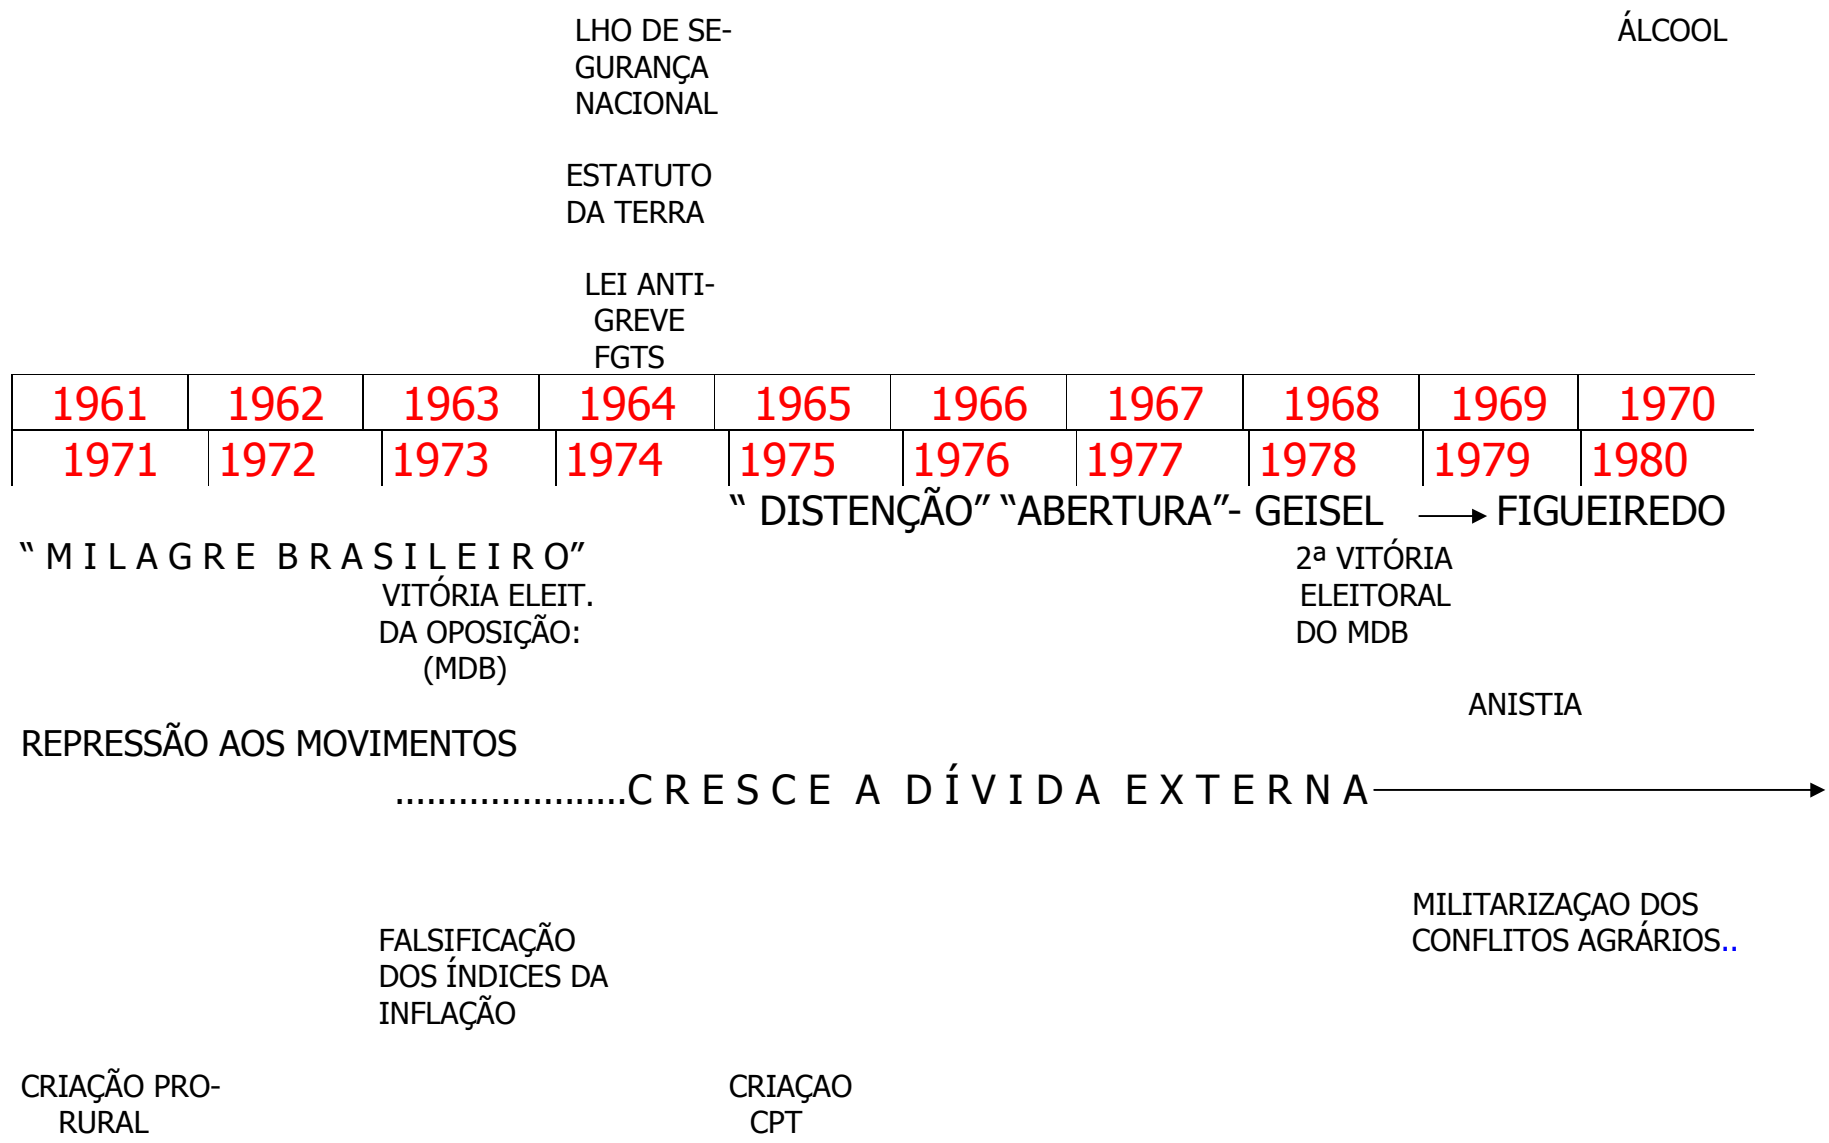 LHO DE SE-
GURANÇA
NACIONAL
ÁLCOOL
ESTATUTO
DA TERRA
LEI ANTI-
GREVE
FGTS
1961 1962 1963 1964 1965 1966 1967 1968 1969 1970
1971 1972 1973 1974 1975 1976 1977 1978 1979 1980
“ DISTENÇÃO” “ABERTURA”- GEISEL → FIGUEIREDO
“ M I L A G R E B R A S I L E I R O”
VITÓRIA ELEIT.
DA OPOSIÇÃO:
(MDB)
2ª VITÓRIA
ELEITORAL
DO MDB
ANISTIA
REPRESSÃO AOS MOVIMENTOS
......................C R E S C E A D Í V I D A E X T E R N A
MILITARIZAÇAO DOS
CONFLITOS AGRÁRIOS..
FALSIFICAÇÃO
DOS ÍNDICES DA
INFLAÇÃO
CRIAÇÃO PRO-
RURAL
CRIAÇAO
CPT